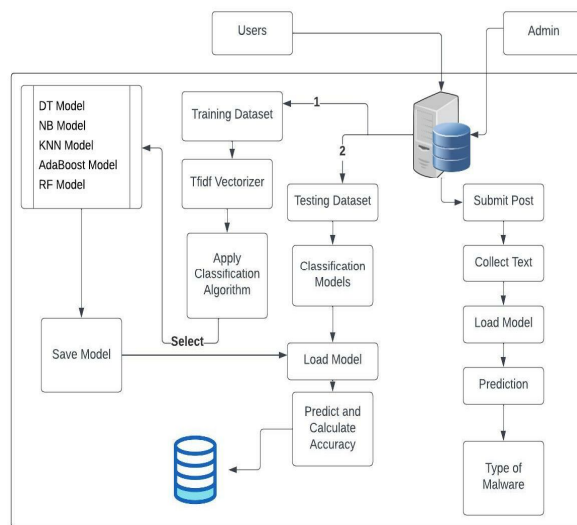 Users
Admin
DT Model
NB Model
KNN Model
AdaBoost Model
RF Model
Training Dataset
1
2
Tfidf Vectorizer
Testing Dataset
Submit Post
Apply
Classification
Algorithm
Classification
Models
Collect Text
Load Model
Select
Save Model
Load Model
Prediction
Predict and
Calculate
Accuracy
Type of
Malware